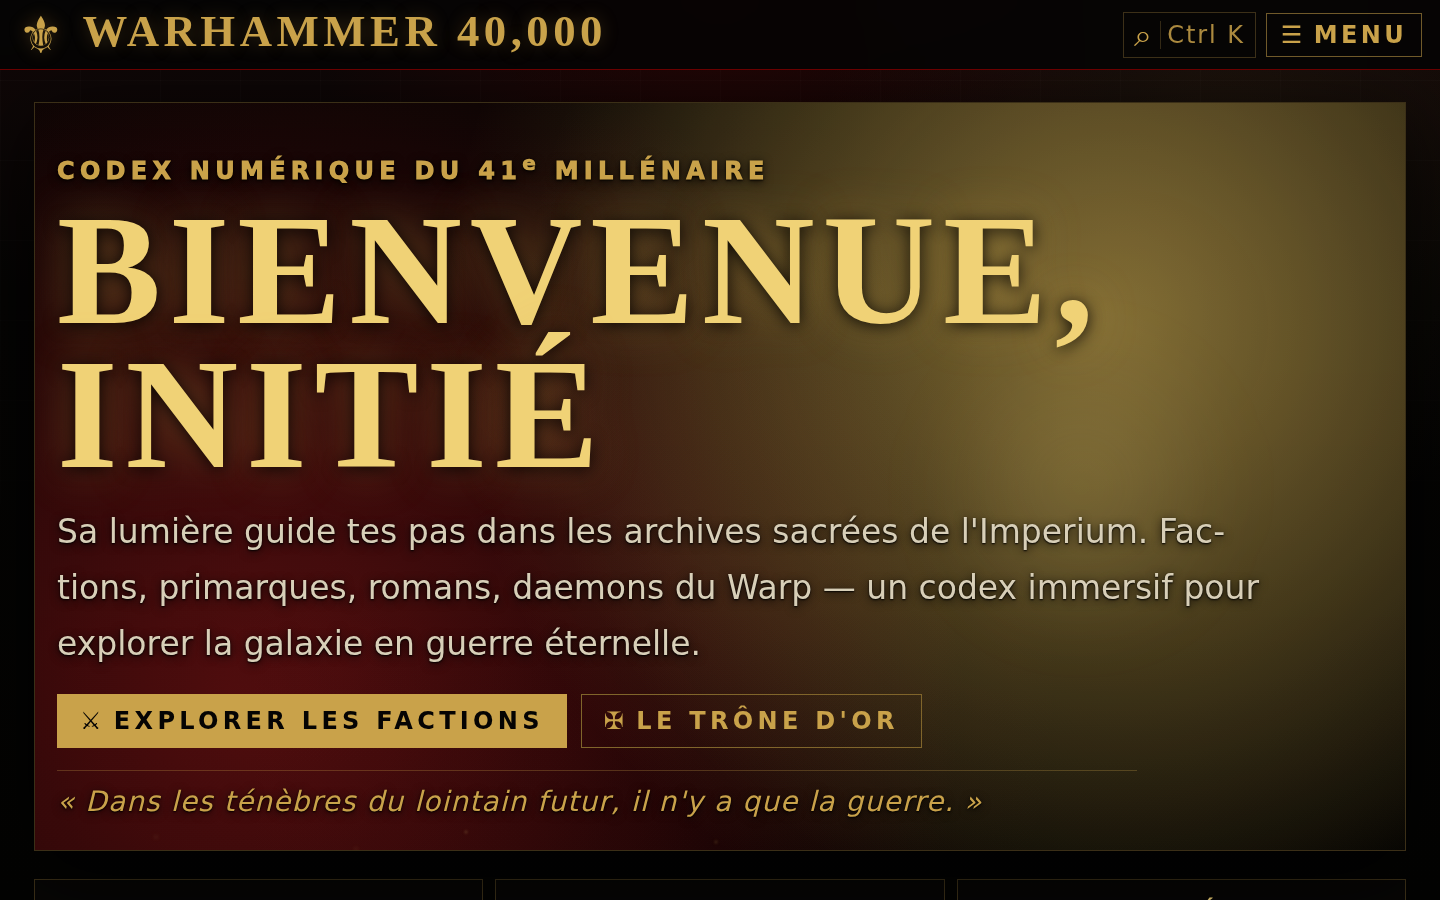 ⚜ WARHAMMER 40,000
⌕ Ctrl K
☰ MENU
CODEX NUMÉRIQUE DU 41e MILLÉNAIRE
BIENVENUE,
INITIÉ
Sa lumière guide tes pas dans les archives sacrées de l'Imperium. Fac-
tions, primarques, romans, daemons du Warp — un codex immersif pour
explorer la galaxie en guerre éternelle.
⚔ EXPLORER LES FACTIONS
✠ LE TRÔNE D'OR
« Dans les ténèbres du lointain futur, il n'y a que la guerre. »